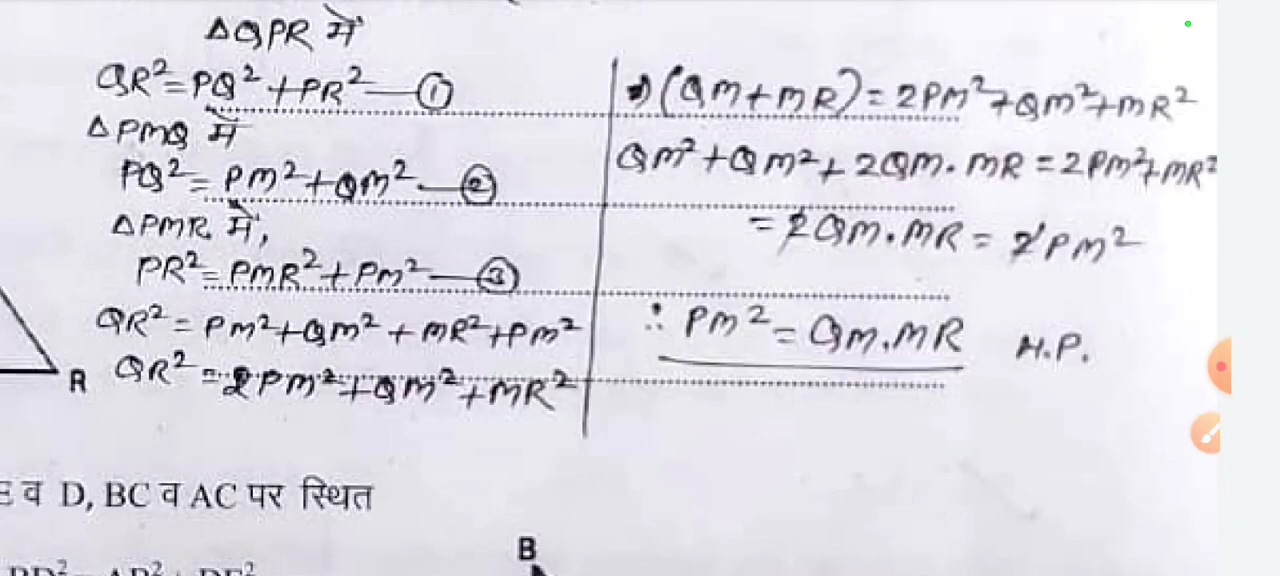 ΔQPR में
QR²=PQ²+PR² — ①
ΔPMQ में
PQ²=PM²+QM² — ②
ΔPMR में,
PR²=PMR²+PM² — ③
QR²=PM²+QM²+MR²+PM²
R
QR²=2PM²+QM²+MR²
(QM+MR)=2PM²+QM²+MR²
QM²+QM²+2QM.MR=2PM²+MR²
=2QM.MR=2PM²
∴ PM²=QM.MR H.P.
E व D, BC व AC पर स्थित
B